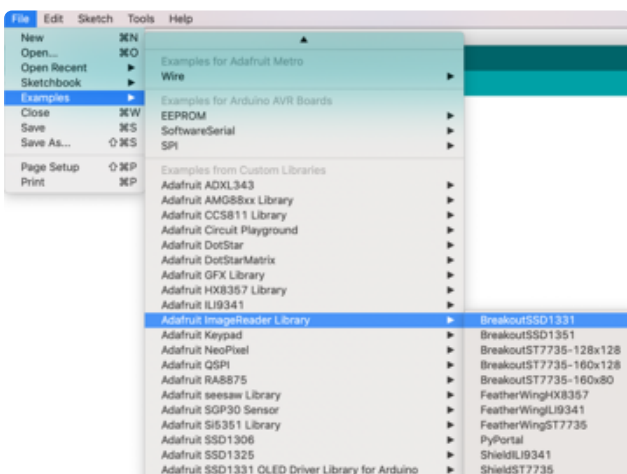 File Edit Sketch Tools Help
New ⌘N
Open... ⌘O
Open Recent
Sketchbook
Examples
Close ⌘W
Save ⌘S
Save As... ⇧⌘S
Page Setup ⇧⌘P
Print ⌘P
Examples for Adafruit Metro
Wire
Examples for Arduino AVR Boards
EEPROM
SoftwareSerial
SPI
Examples from Custom Libraries
Adafruit ADXL343
Adafruit AMG88xx Library
Adafruit CCS811 Library
Adafruit Circuit Playground
Adafruit DotStar
Adafruit DotStarMatrix
Adafruit GFX Library
Adafruit HX8357 Library
Adafruit ILI9341
Adafruit ImageReader Library
Adafruit Keypad
Adafruit NeoPixel
Adafruit QSPI
Adafruit RA8875
Adafruit seesaw Library
Adafruit SGP30 Sensor
Adafruit Si5351 Library
Adafruit SSD1306
Adafruit SSD1325
Adafruit SSD1331 OLED Driver Library for Arduino
BreakoutSSD1331
BreakoutSSD1351
BreakoutST7735-128x128
BreakoutST7735-160x128
BreakoutST7735-160x80
FeatherWingHX8357
FeatherWingILI9341
FeatherWingST7735
PyPortal
ShieldILI9341
ShieldST7735